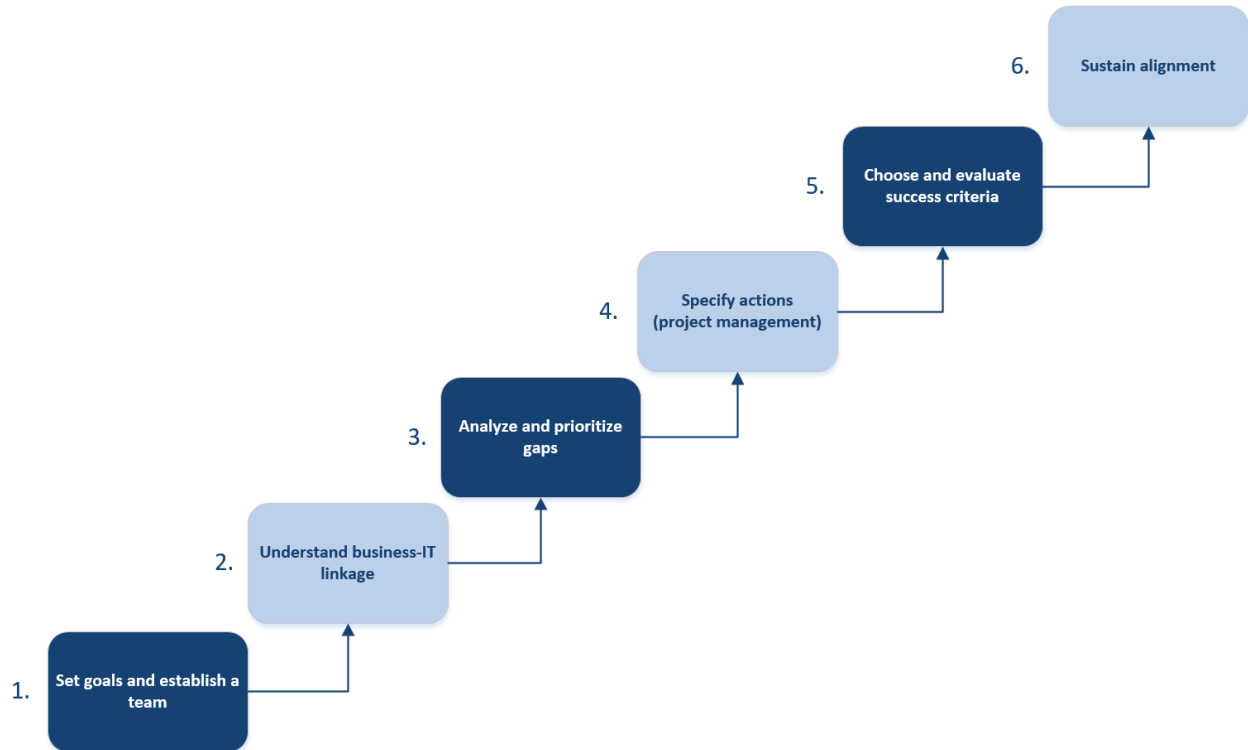 6.
Sustain alignment
5.
Choose and evaluate
success criteria
4.
Specify actions
(project management)
3.
Analyze and prioritize
gaps
2.
Understand business-IT
linkage
1.
Set goals and establish a
team